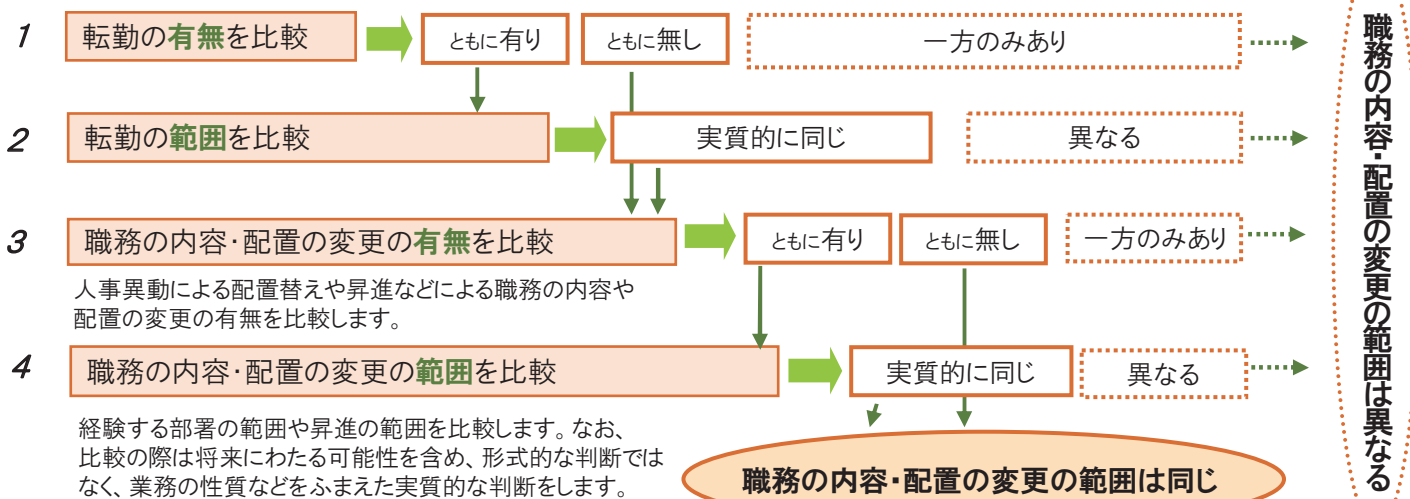 1 転勤の有無を比較 ともに有り ともに無し 一方のみあり
2 転勤の範囲を比較 実質的に同じ 異なる
3 職務の内容・配置の変更の有無を比較 ともに有り ともに無し 一方のみあり
人事異動による配置替えや昇進などによる職務の内容や
配置の変更の有無を比較します。
4 職務の内容・配置の変更の範囲を比較 実質的に同じ 異なる
経験する部署の範囲や昇進の範囲を比較します。なお、
比較の際は将来にわたる可能性を含め、形式的な判断では
なく、業務の性質などをふまえた実質的な判断をします。
職務の内容・配置の変更の範囲は同じ
職務の内容・配置の変更の範囲は異なる